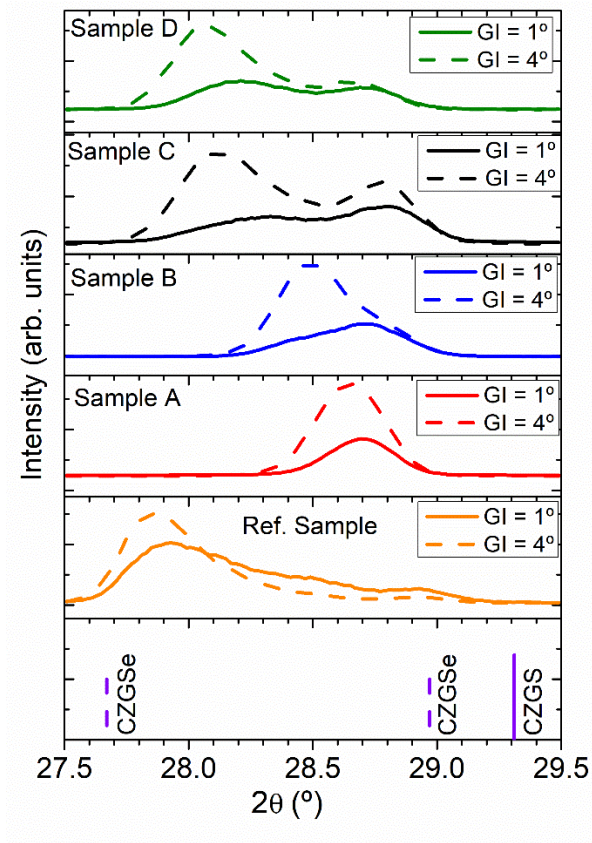 Sample D
GI = 1º
GI = 4º
Sample C
GI = 1º
GI = 4º
Sample B
GI = 1º
GI = 4º
Sample A
GI = 1º
GI = 4º
Ref. Sample
GI = 1º
GI = 4º
CZGSe
CZGSe
CZGS
Intensity (arb. units)
27.5 28.0 28.5 29.0 29.5
2θ (º)